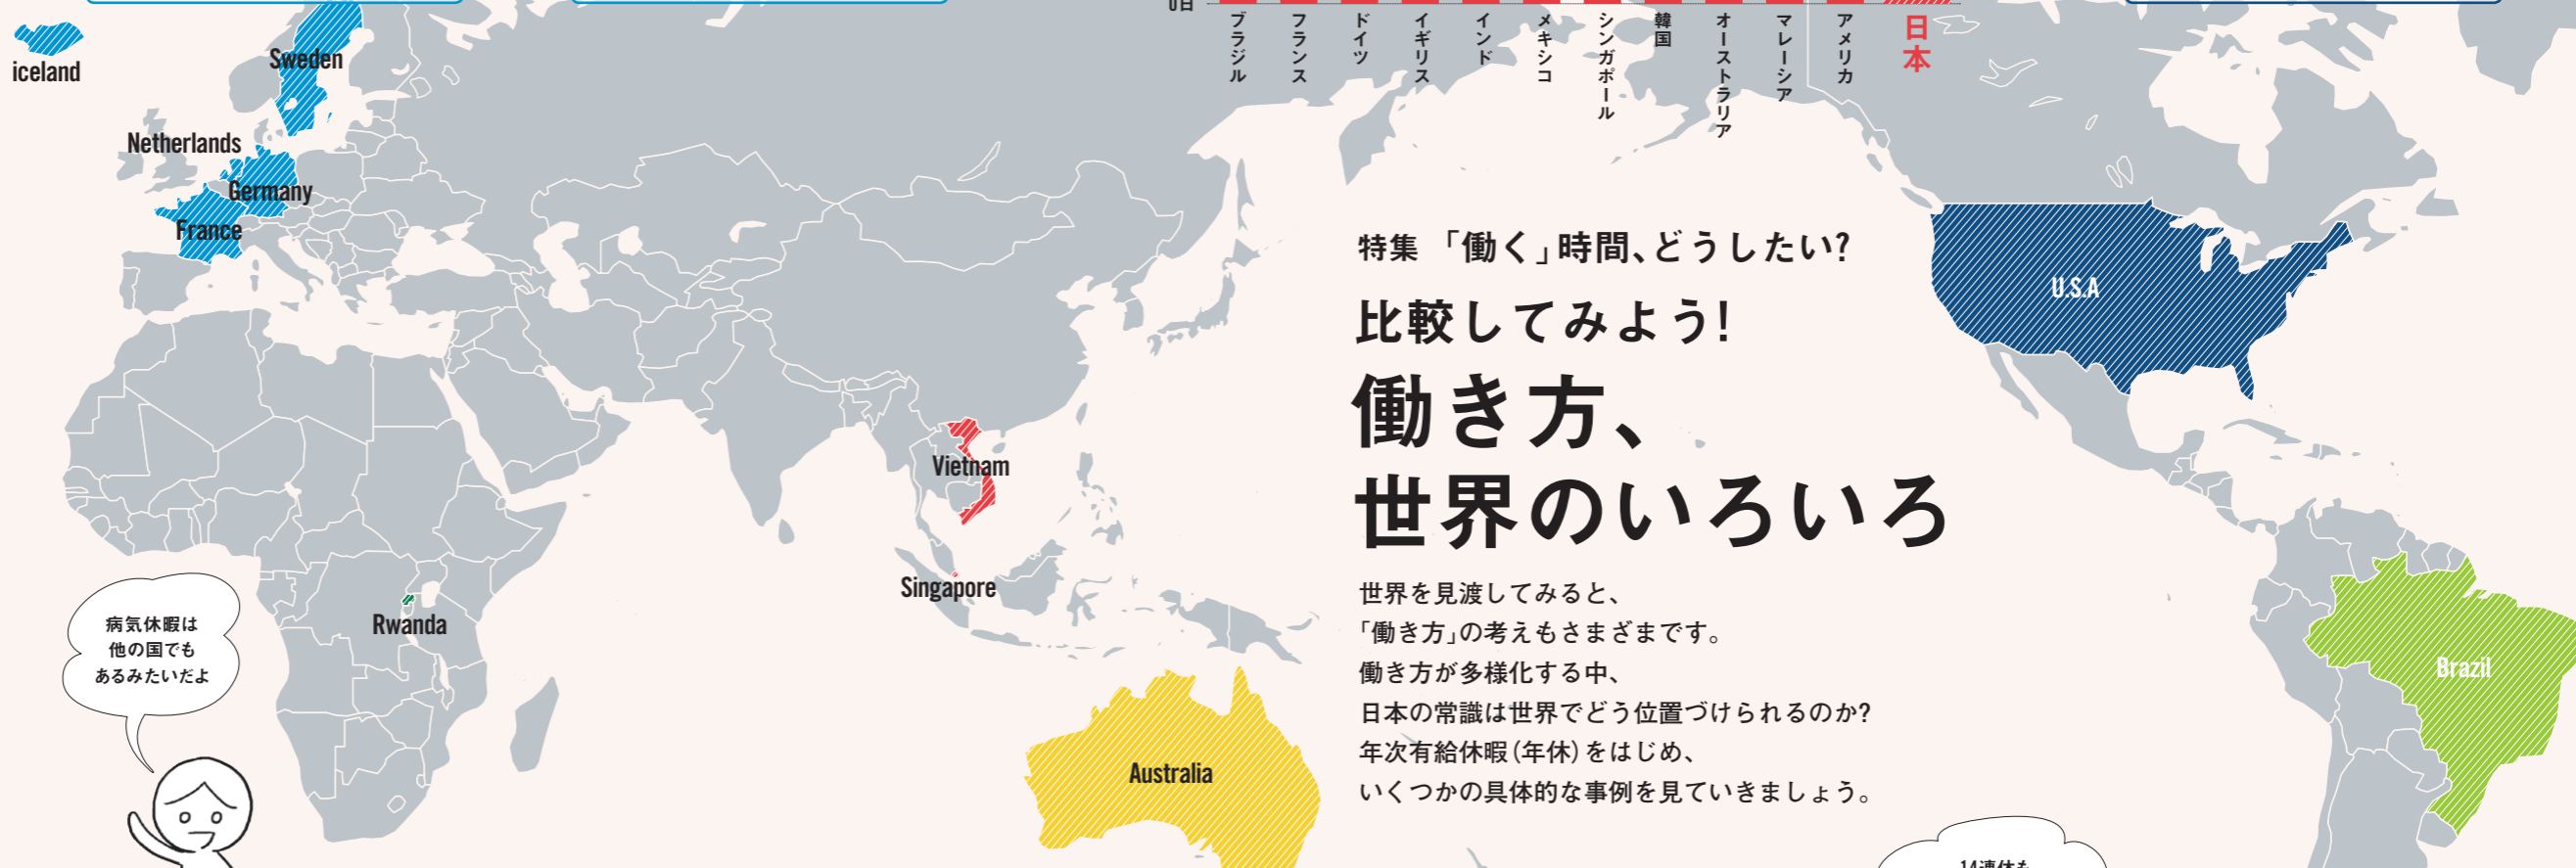 0日
ブラジル
フランス
ドイツ
イギリス
インド
メキシコ
シンガポール
韓国
オーストラリア
マレーシア
アメリカ
日本
iceland
Sweden
Netherlands
Germany
France
特集 「働く」時間、どうしたい?
比較してみよう!
働き方、
世界のいろいろ
世界を見渡してみると、
「働き方」の考えもさまざまです。
働き方が多様化する中、
日本の常識は世界でどう位置づけられるのか?
年次有給休暇(年休)をはじめ、
いくつかの具体的な事例を見ていきましょう。
U.S.A
Vietnam
Singapore
Rwanda
病気休暇は
他の国でも
あるみたいだよ
Australia
Brazil
14連休も